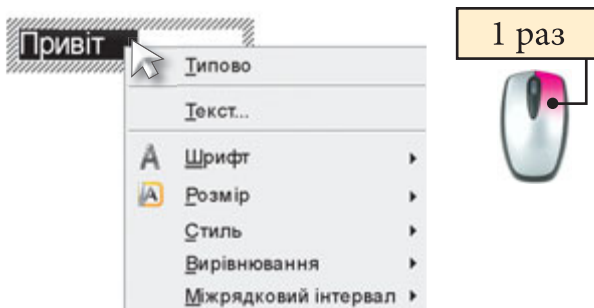 Привіт
1 раз
Типово
Текст...
Шрифт
Розмір
Стиль
Вирівнювання
Міжрядковий інтервал